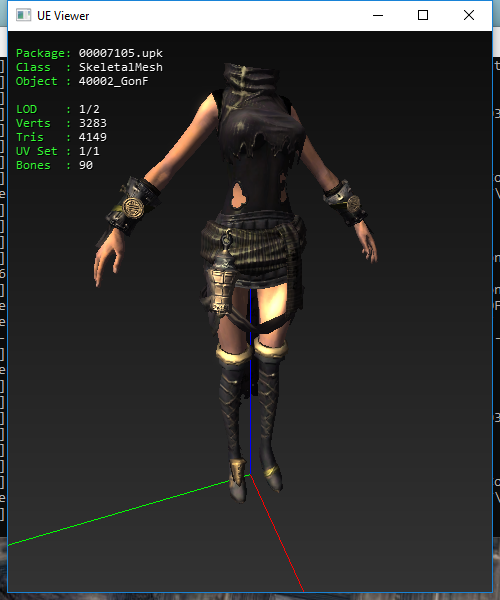 UE Viewer
Package: 00007105.upk
Class : SkeletalMesh
Object : 40002_GonF
LOD : 1/2
Verts : 3283
Tris : 4149
UV Set : 1/1
Bones : 90